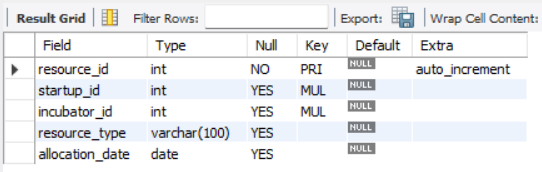 Result Grid Filter Rows: Export: Wrap Cell Content:
Field Type Null Key Default Extra
resource_id int NO PRI NULL auto_increment
startup_id int YES MUL NULL
incubator_id int YES MUL NULL
resource_type varchar(100) YES NULL
allocation_date date YES NULL